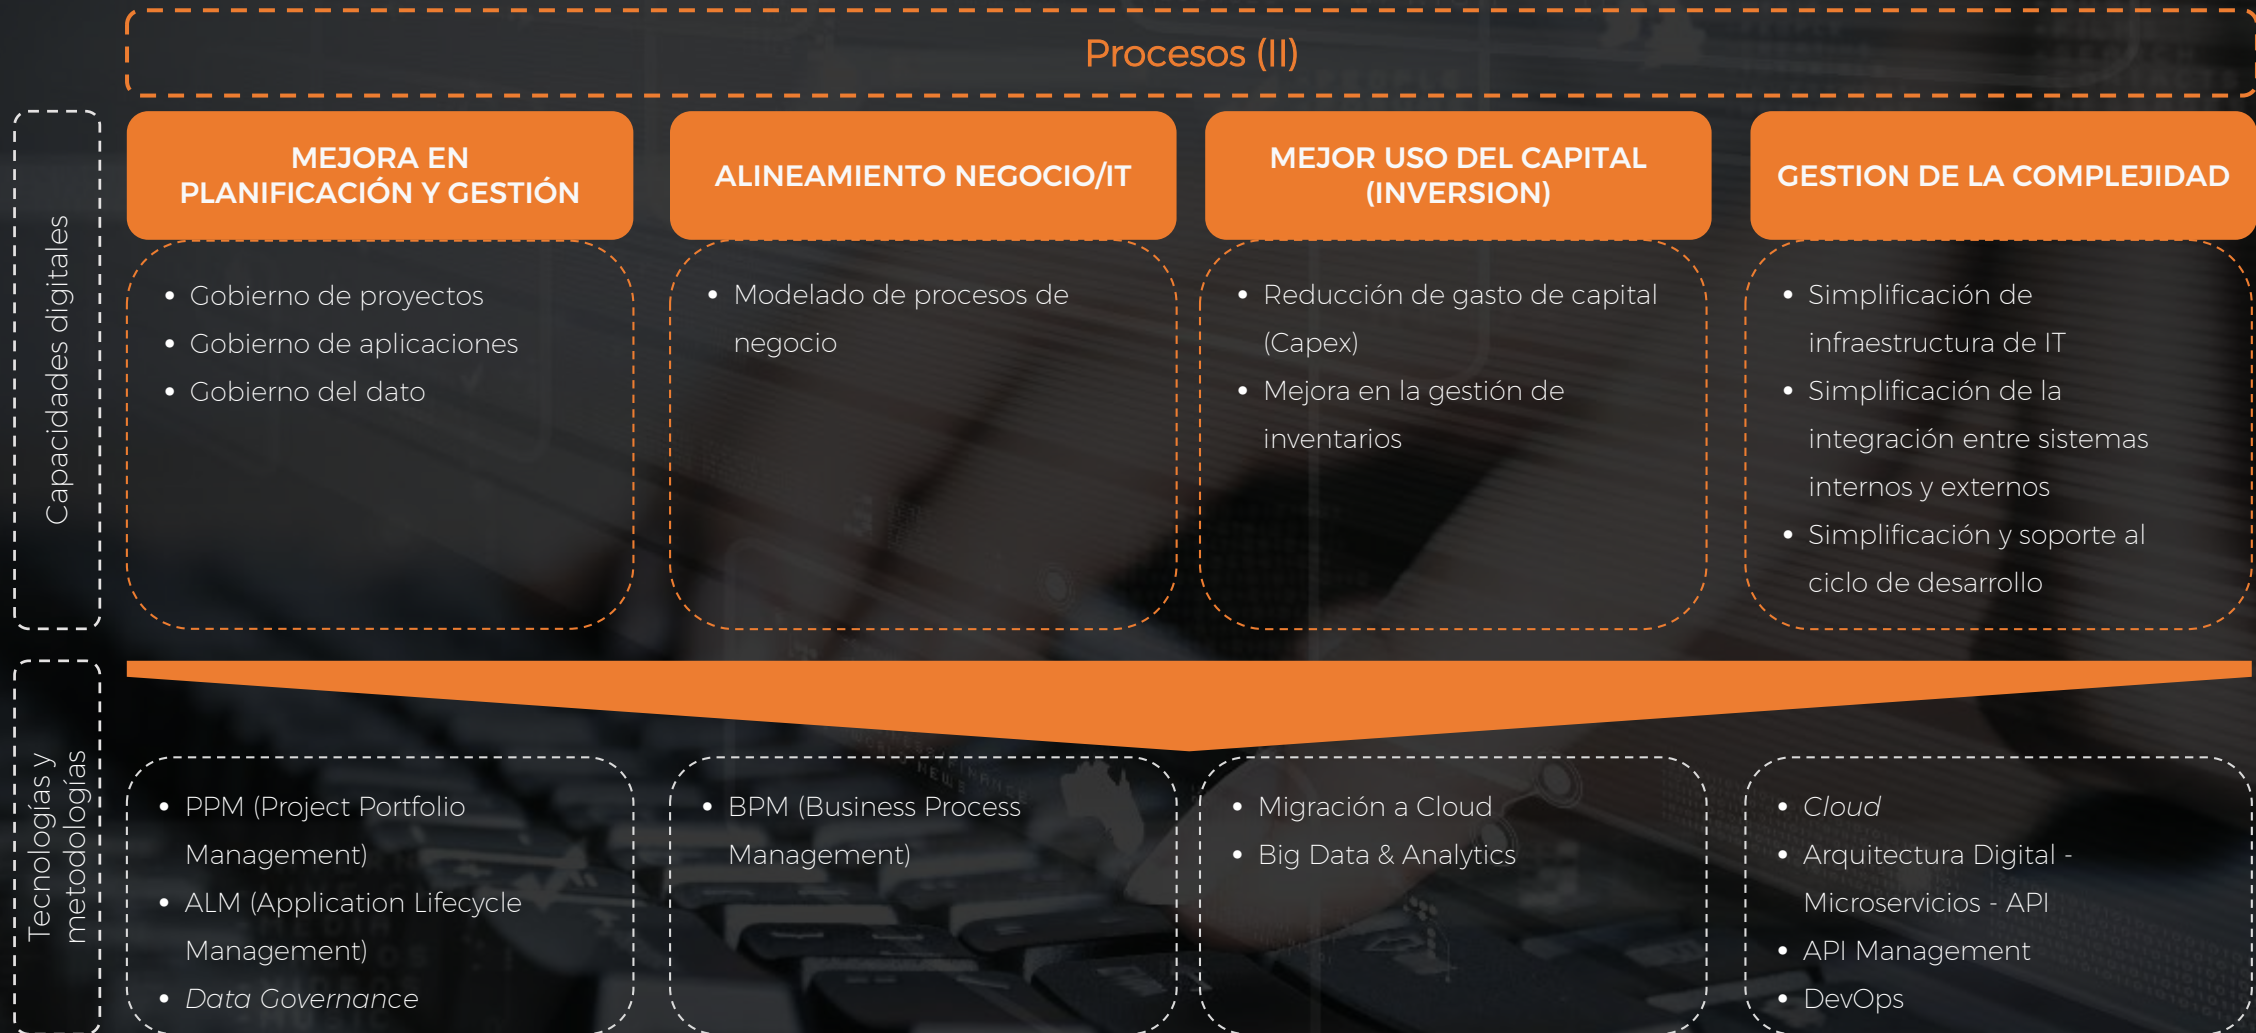 Procesos (II)
Capacidades digitales
MEJORA EN
PLANIFICACIÓN Y GESTIÓN
• Gobierno de proyectos
• Gobierno de aplicaciones
• Gobierno del dato
ALINEAMIENTO NEGOCIO/IT
• Modelado de procesos de
negocio
MEJOR USO DEL CAPITAL
(INVERSION)
• Reducción de gasto de capital
(Capex)
• Mejora en la gestión de
inventarios
GESTION DE LA COMPLEJIDAD
• Simplificación de
infraestructura de IT
• Simplificación de la
integración entre sistemas
internos y externos
• Simplificación y soporte al
ciclo de desarrollo
Tecnologías y
metodologías
• PPM (Project Portfolio
Management)
• ALM (Application Lifecycle
Management)
• Data Governance
• BPM (Business Process
Management)
• Migración a Cloud
• Big Data & Analytics
• Cloud
• Arquitectura Digital -
Microservicios - API
• API Management
• DevOps